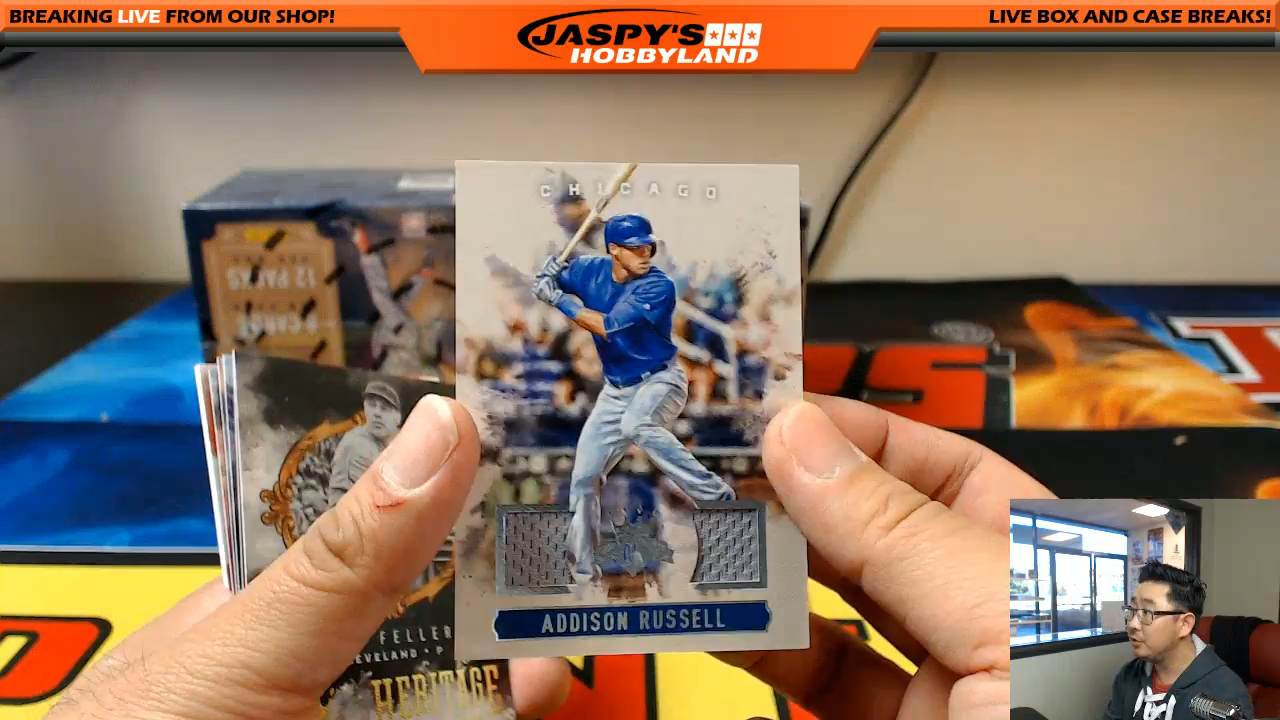 BREAKING LIVE FROM OUR SHOP!
JASPY'S
HOBBYLAND
LIVE BOX AND CASE BREAKS!
CHICAGO
12 PACKS
FELLER
CLEVELAND • P
HERITAGE
ADDISON RUSSELL